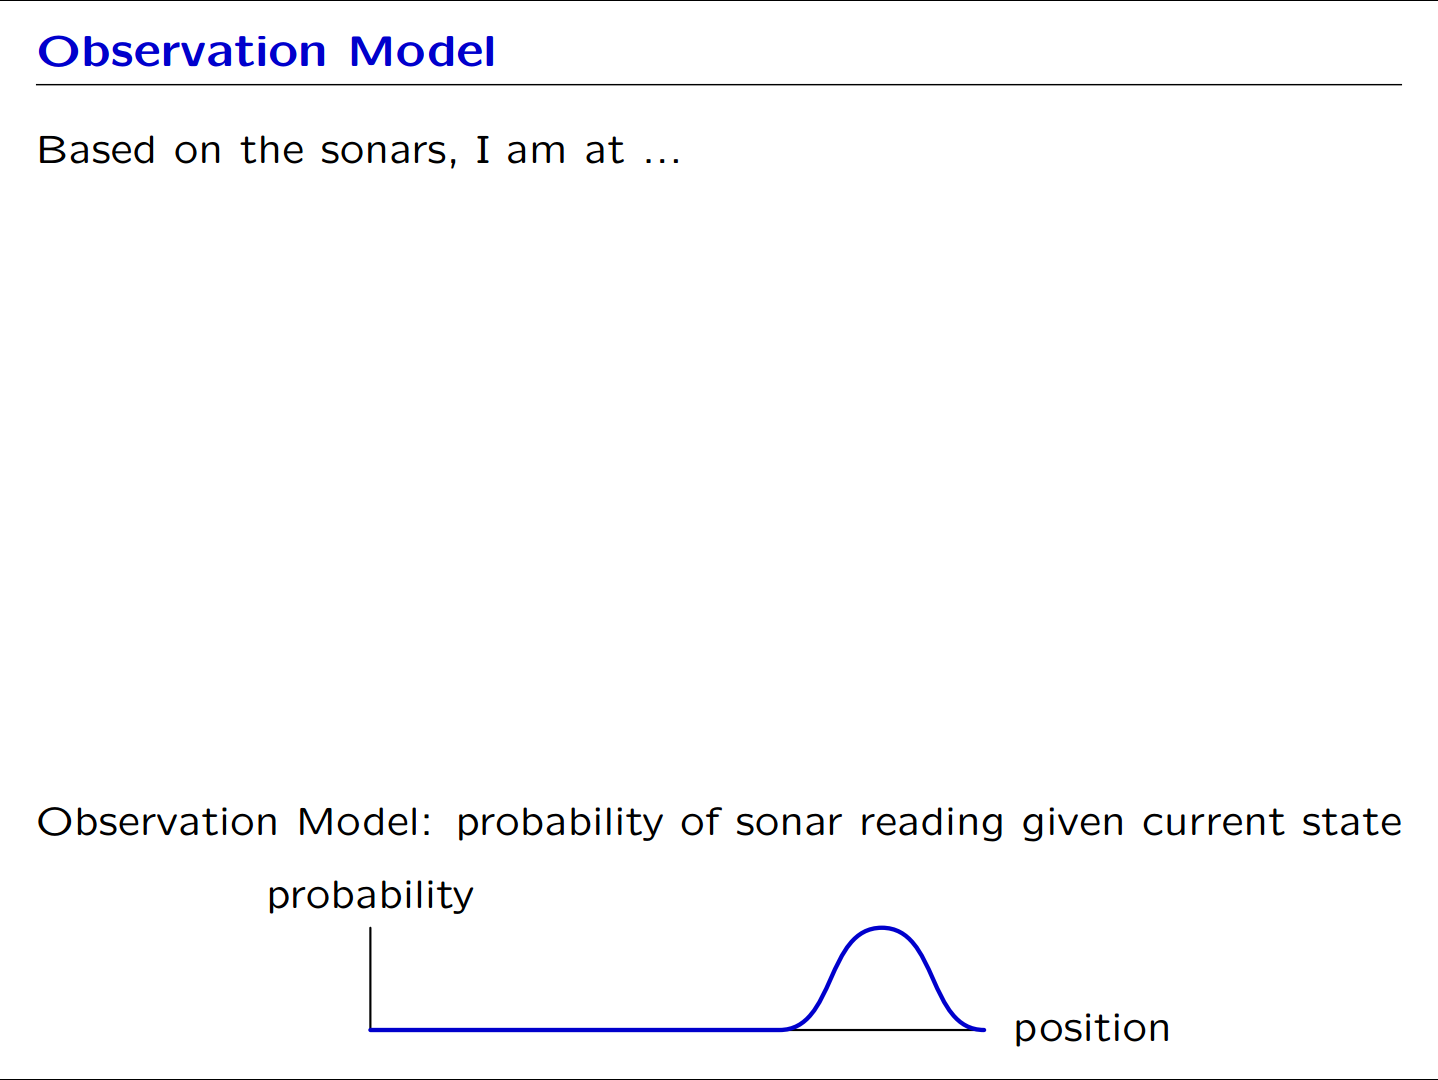 Observation Model
Based on the sonars, I am at ...
Observation Model: probability of sonar reading given current state
probability
position